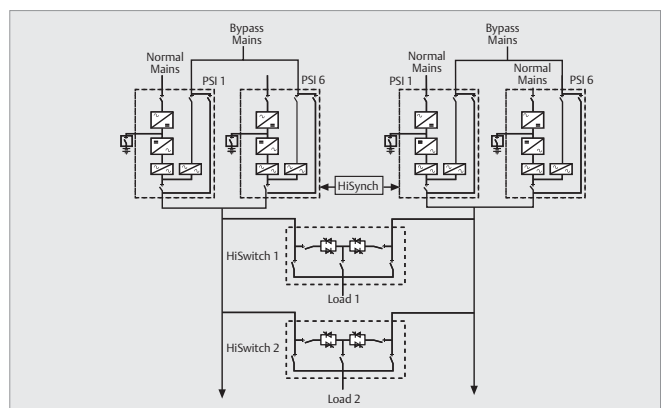 Bypass
Mains
Bypass
Mains
Normal
Mains
PSI 1
PSI 6
Normal
Mains
PSI 1
Normal
Mains
PSI 6
HiSynch
HiSwitch 1
Load 1
HiSwitch 2
Load 2